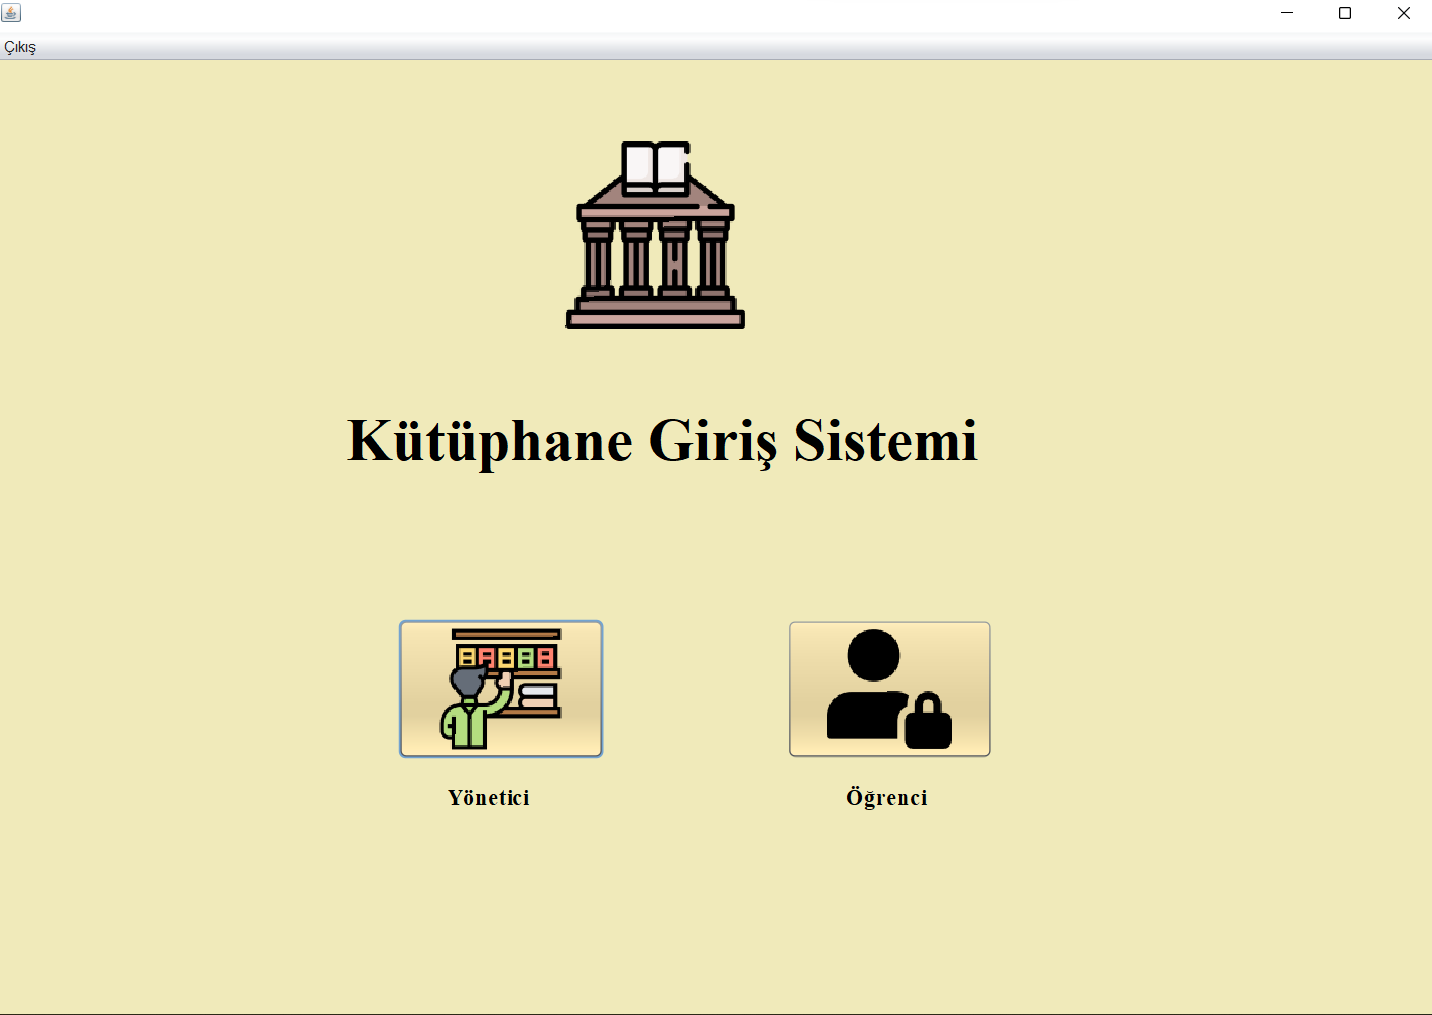 Çıkış
Kütüphane Giriş Sistemi
Yönetici
Öğrenci